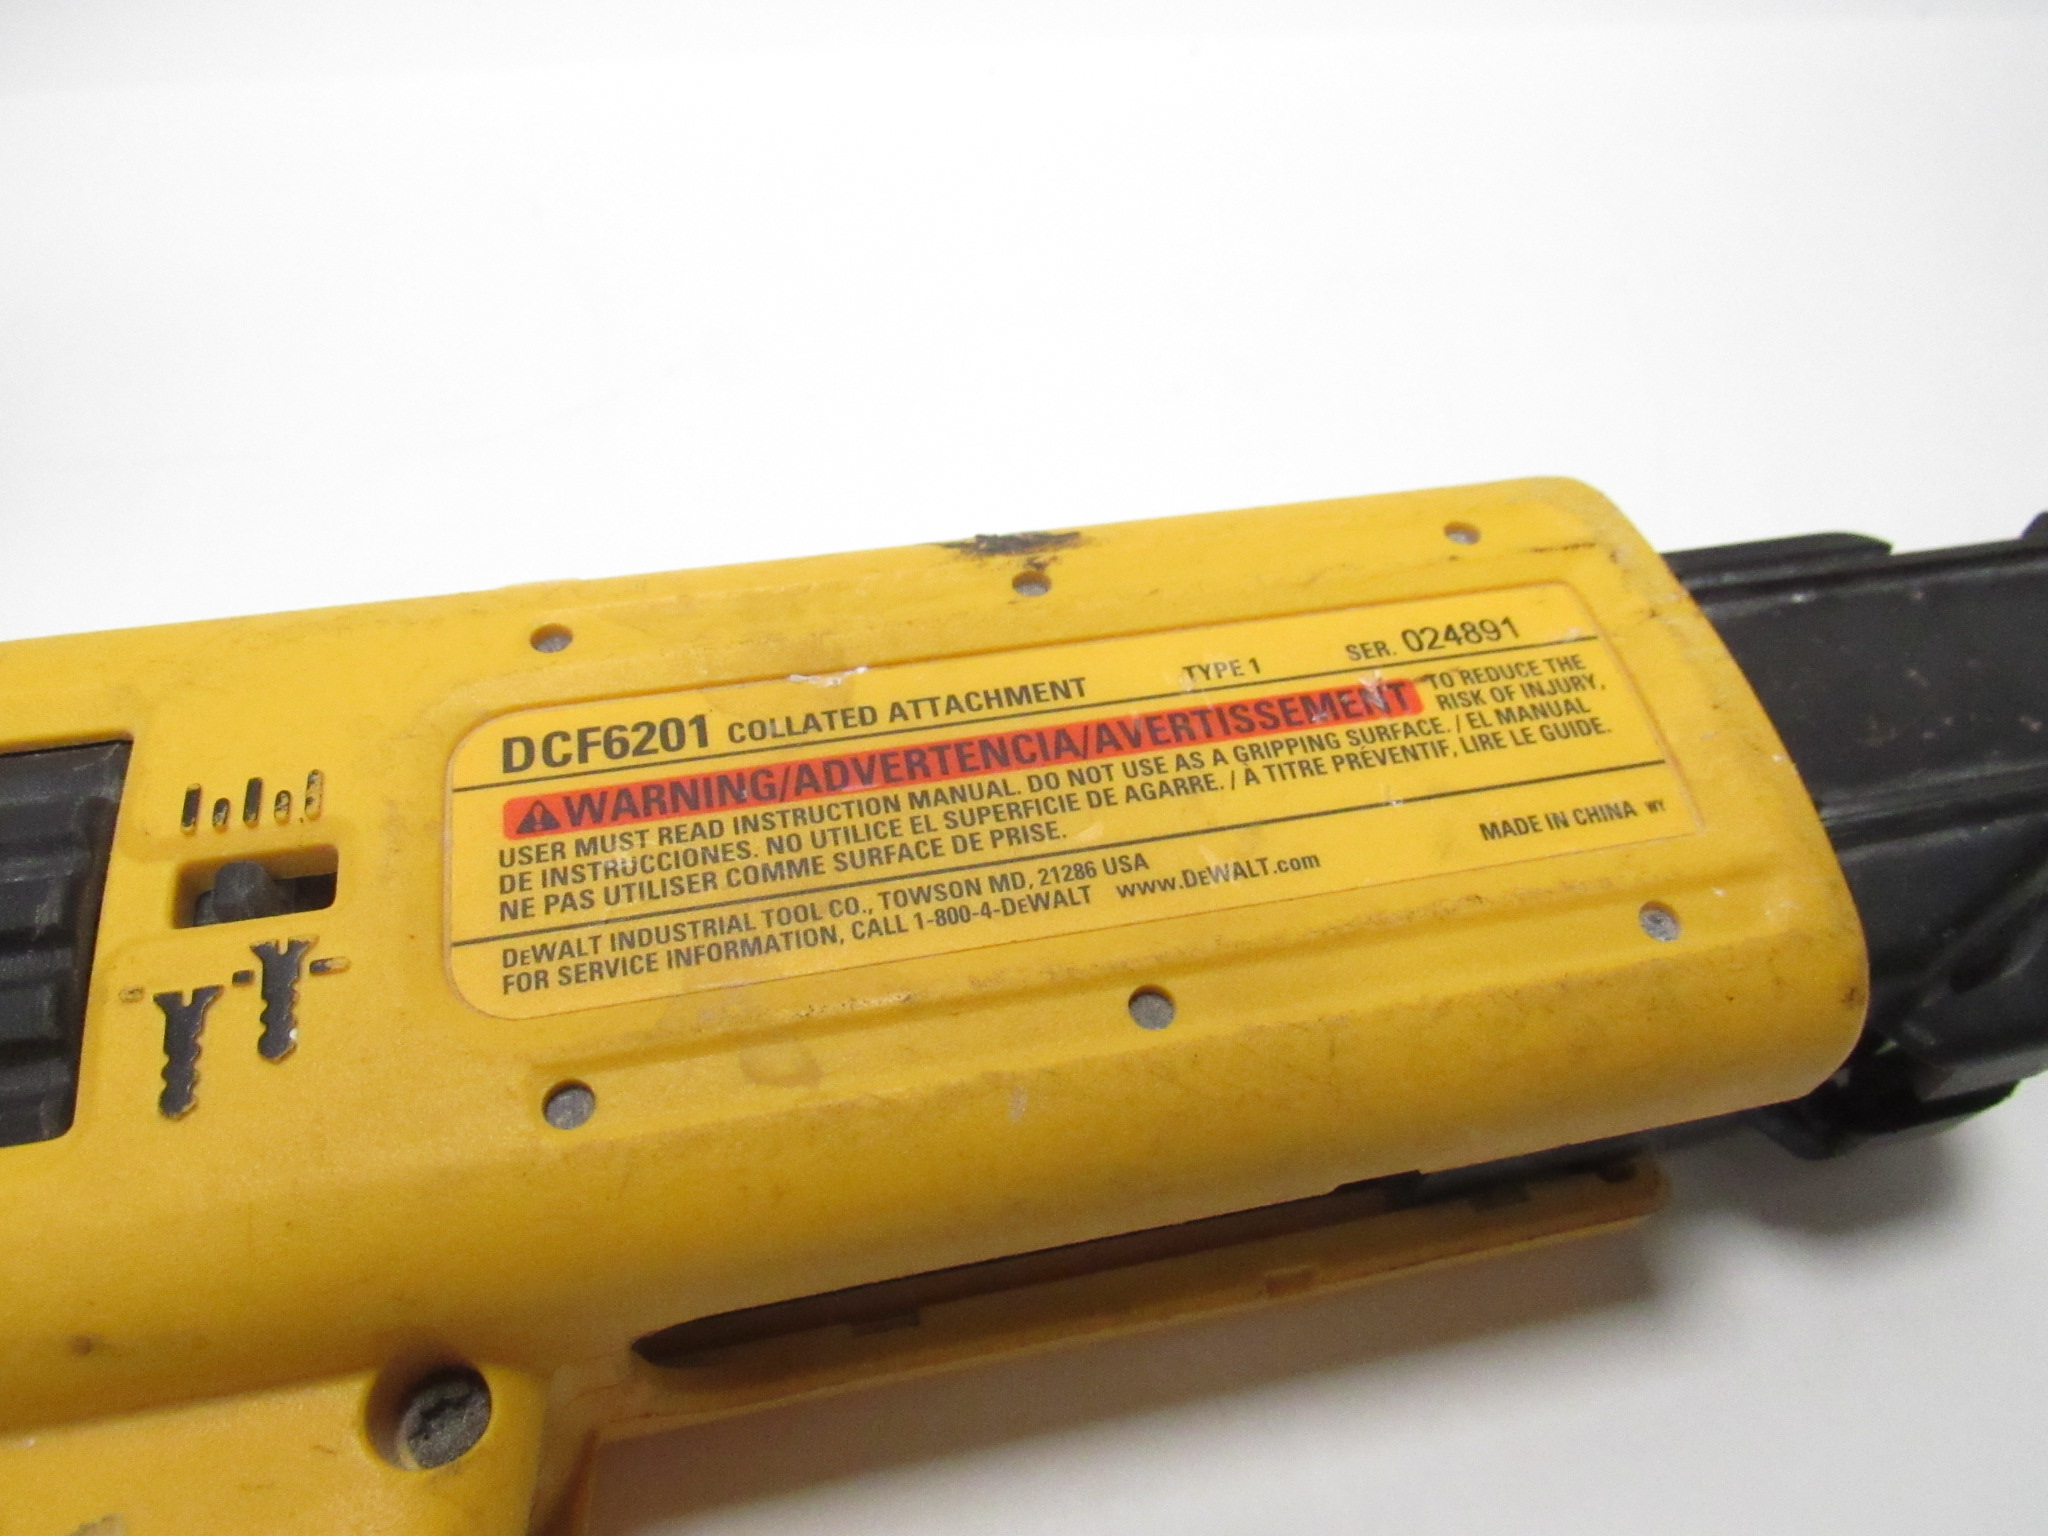 DCF6201 COLLATED ATTACHMENT TYPE 1 SER. 024891
WARNING/ADVERTENCIA/AVERTISSEMENT TO REDUCE THE
RISK OF INJURY,
USER MUST READ INSTRUCTION MANUAL. DO NOT USE AS A GRIPPING SURFACE. / EL MANUAL
DE INSTRUCCIONES. NO UTILICE EL SUPERFICIE DE AGARRE. / À TITRE PRÉVENTIF, LIRE LE GUIDE.
NE PAS UTILISER COMME SURFACE DE PRISE.
DEWALT INDUSTRIAL TOOL CO., TOWSON MD, 21286 USA MADE IN CHINA WY
FOR SERVICE INFORMATION, CALL 1-800-4-DEWALT www.DEWALT.com